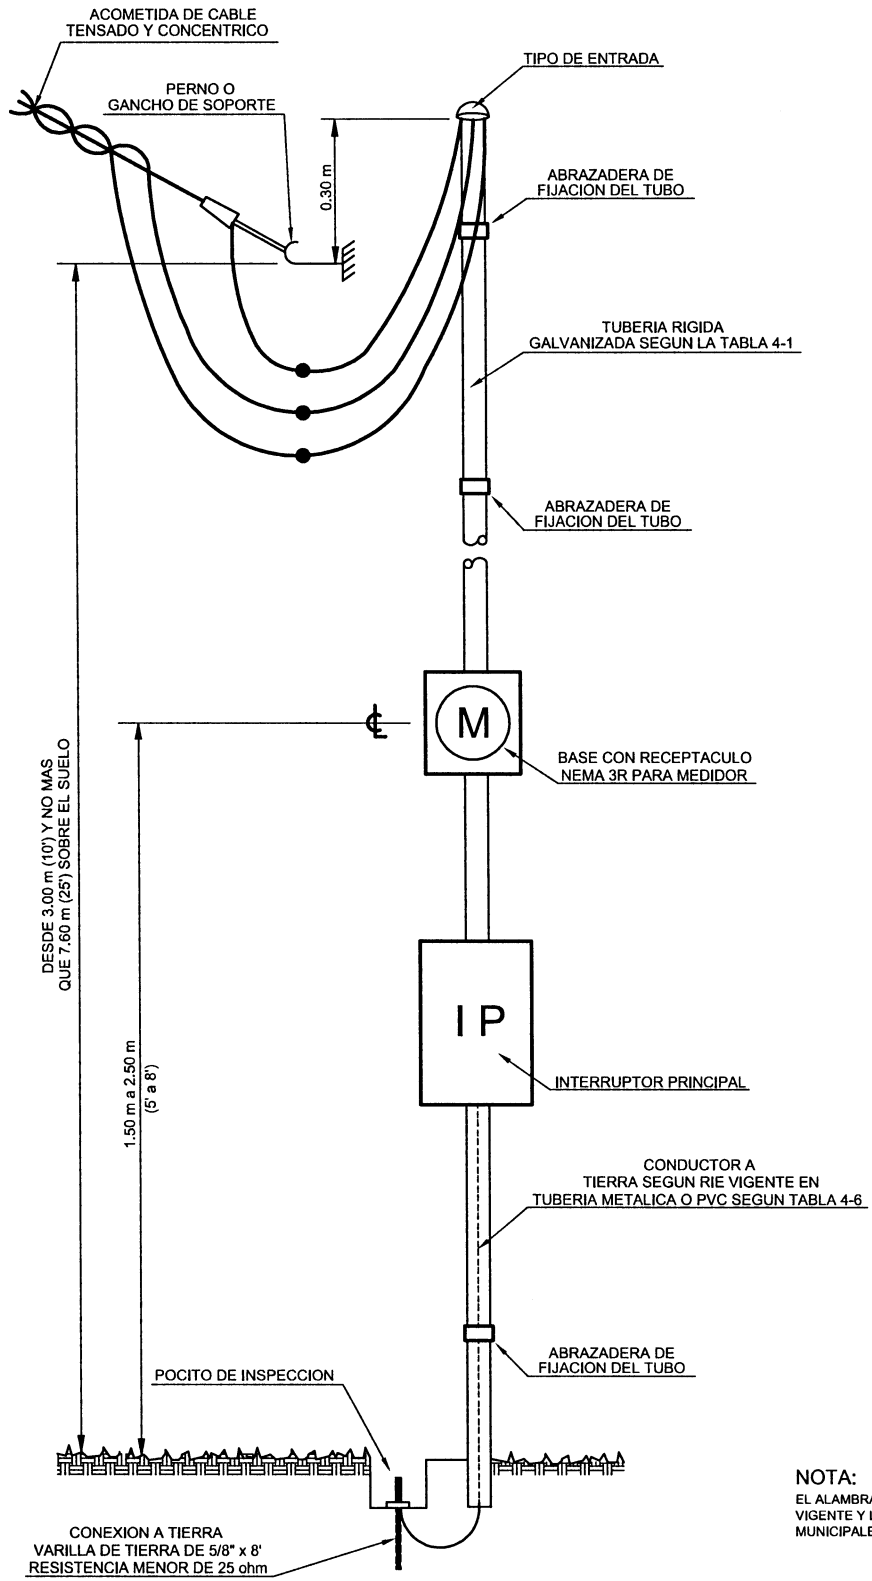 ACOMETIDA DE CABLE
TENSADO Y CONCENTRICO
TIPO DE ENTRADA
PERNO O
GANCHO DE SOPORTE
0.30 m
ABRAZADERA DE
FIJACION DEL TUBO
TUBERIA RIGIDA
GALVANIZADA SEGUN LA TABLA 4-1
ABRAZADERA DE
FIJACION DEL TUBO
M
BASE CON RECEPTACULO
NEMA 3R PARA MEDIDOR
DESDE 3.00 m (10') Y NO MAS
QUE 7.60 m (25') SOBRE EL SUELO
I P
INTERRUPTOR PRINCIPAL
1.50 m a 2.50 m
(5' a 8')
CONDUCTOR A
TIERRA SEGUN RIE VIGENTE EN
TUBERIA METALICA O PVC SEGUN TABLA 4-6
ABRAZADERA DE
FIJACION DEL TUBO
POCITO DE INSPECCION
CONEXION A TIERRA
VARILLA DE TIERRA DE 5/8" x 8'
RESISTENCIA MENOR DE 25 ohm
NOTA:
EL
VIGENTE Y